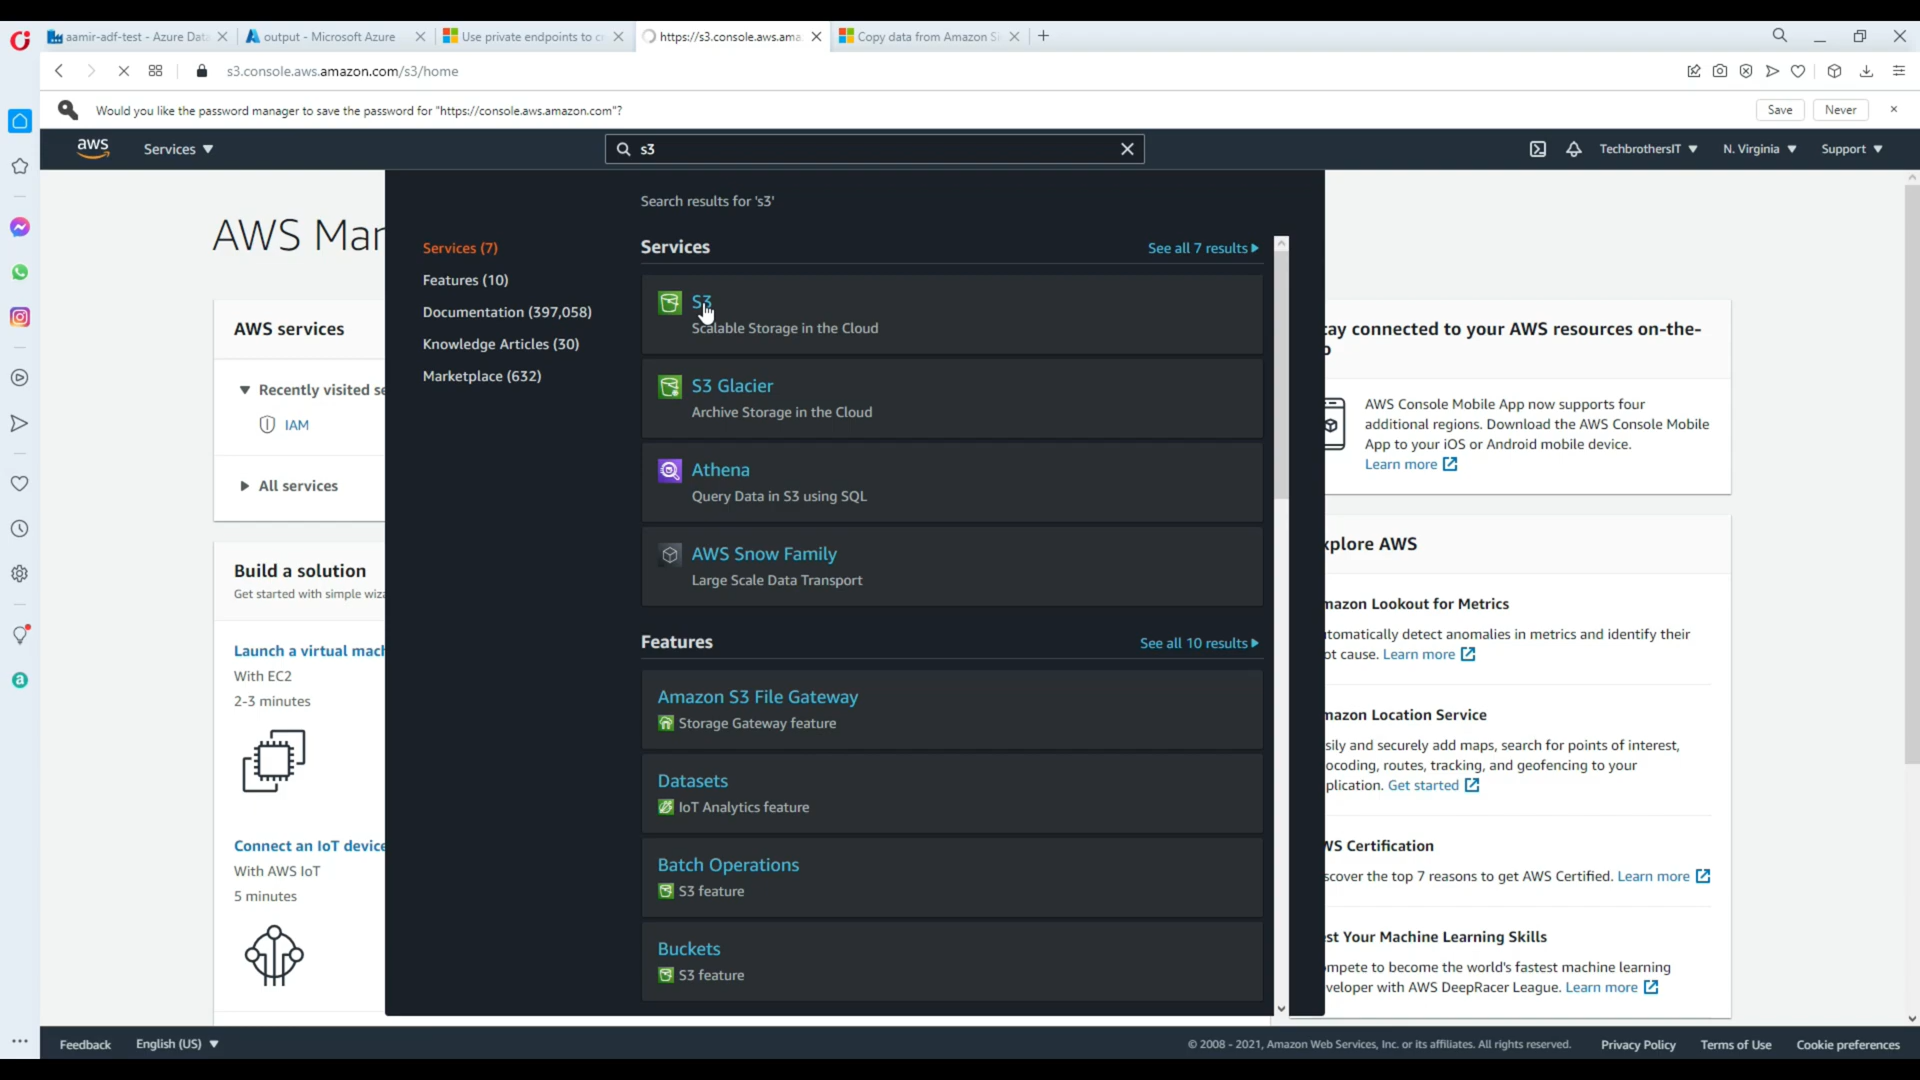 aamir-adf-test - Azure Data
output - Microsoft Azure
Use private endpoints to c
https://s3.console.aws.ama
Copy data from Amazon Si
s3.console.aws.amazon.com/s3/home
Would you like the password manager to save the password for "https://console.aws.amazon.com"?
Save
Never
aws
Services
s3
TechbrothersIT
N. Virginia
Support
Search results for 's3'
AWS Mar
Services (7)
Features (10)
Documentation (397,058)
Knowledge Articles (30)
Marketplace (632)
Services
See all 7 results
S3
Scalable Storage in the Cloud
S3 Glacier
Archive Storage in the Cloud
Athena
Query Data in S3 using SQL
AWS Snow Family
Large Scale Data Transport
Features
See all 10 results
Amazon S3 File Gateway
Storage Gateway feature
Datasets
IoT Analytics feature
Batch Operations
S3 feature
Buckets
S3 feature
AWS services
Recently visited se
IAM
All services
Build a solution
Get started with simple wiza
Launch a virtual mach
With EC2
2-3 minutes
Connect an IoT device
With AWS IoT
5 minutes
tay connected to your AWS resources on-the-
o
AWS Console Mobile App now supports four
additional regions. Download the AWS Console Mobile
App to your iOS or Android mobile device.
Learn more
xplore AWS
mazon Lookout for Metrics
utomatically detect anomalies in metrics and identify their
ot cause. Learn more
mazon Location Service
sily and securely add maps, search for points of interest,
ocoding, routes, tracking, and geofencing to your
plication. Get started
WS Certification
scover the top 7 reasons to get AWS Certified. Learn more
est Your Machine Learning Skills
mpete to become the world's fastest machine learning
veloper with AWS DeepRacer League. Learn more
Feedback
English (US)
© 2008 - 2021, Amazon Web Services, Inc. or its affiliates. All rights reserved.
Privacy Policy
Terms of Use
Cookie preferences